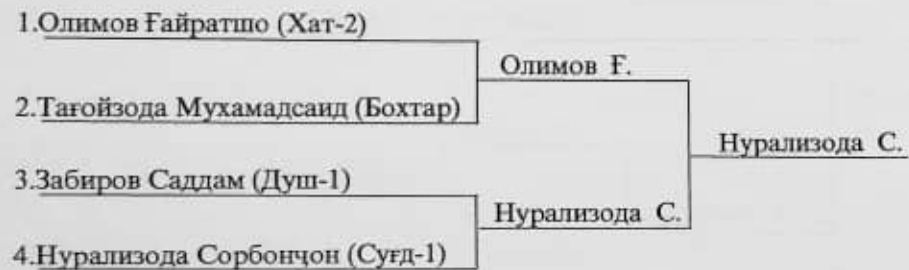 1.Олимов Ғайратшо (Хат-2)
Олимов Ғ.
2.Тағойзода Мухамадсаид (Бохтар)
Нурализода С.
3.Забиров Саддам (Душ-1)
Нурализода С.
4.Нурализода Сорбонҷон (Суғд-1)